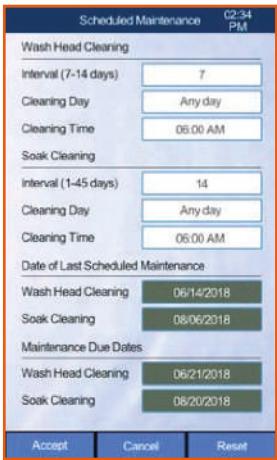 Scheduled Maintenance 02:34 PM
Wash Head Cleaning
Interval (7-14 days) 7
Cleaning Day Any day
Cleaning Time 06:00 AM
Soak Cleaning
Interval (1-45 days) 14
Cleaning Day Any day
Cleaning Time 06:00 AM
Date of Last Scheduled Maintenance
Wash Head Cleaning 06/14/2018
Soak Cleaning 08/06/2018
Maintenance Due Dates
Wash Head Cleaning 06/21/2018
Soak Cleaning 08/20/2018
Accept Cancel Reset